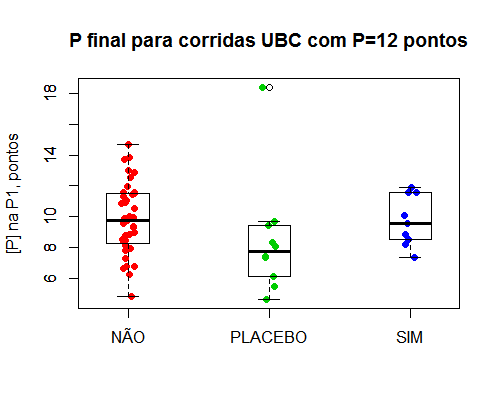 P final para corridas UBC com P=12 pontos
[P] na P1, pontos
18
14
10
8
6
NÃO
PLACEBO
SIM